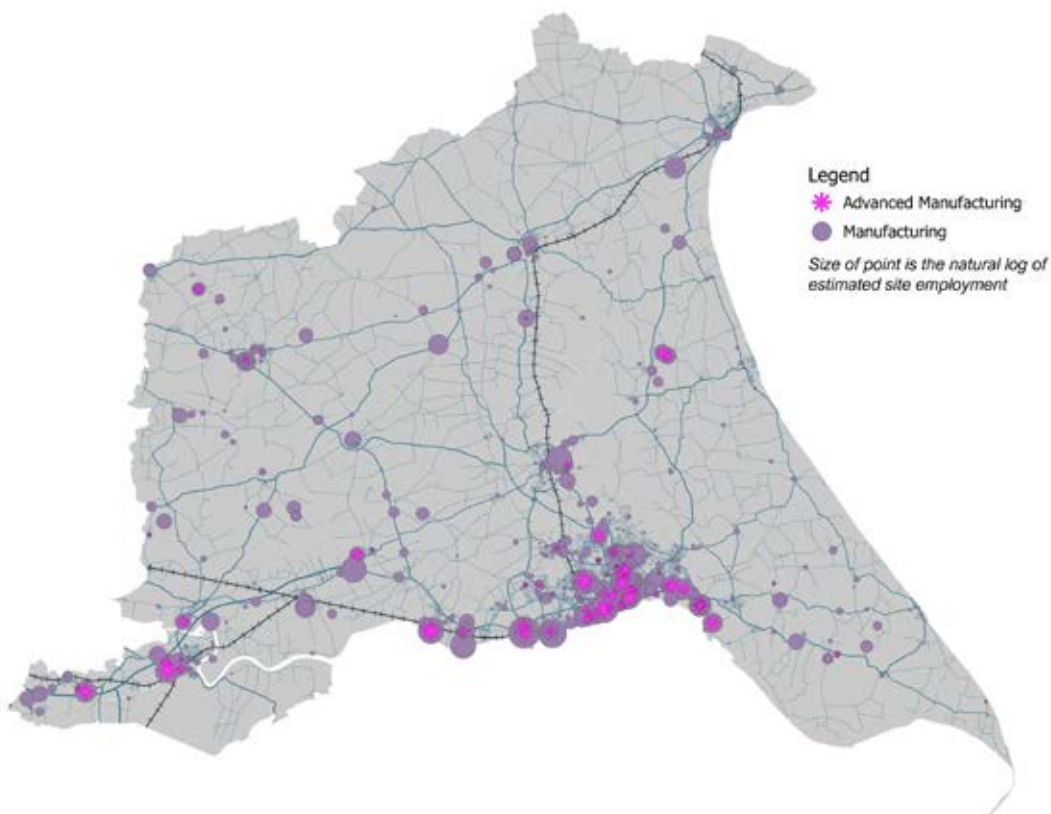 Legend
Advanced Manufacturing
Manufacturing
Size of point is the natural log of
estimated site employment